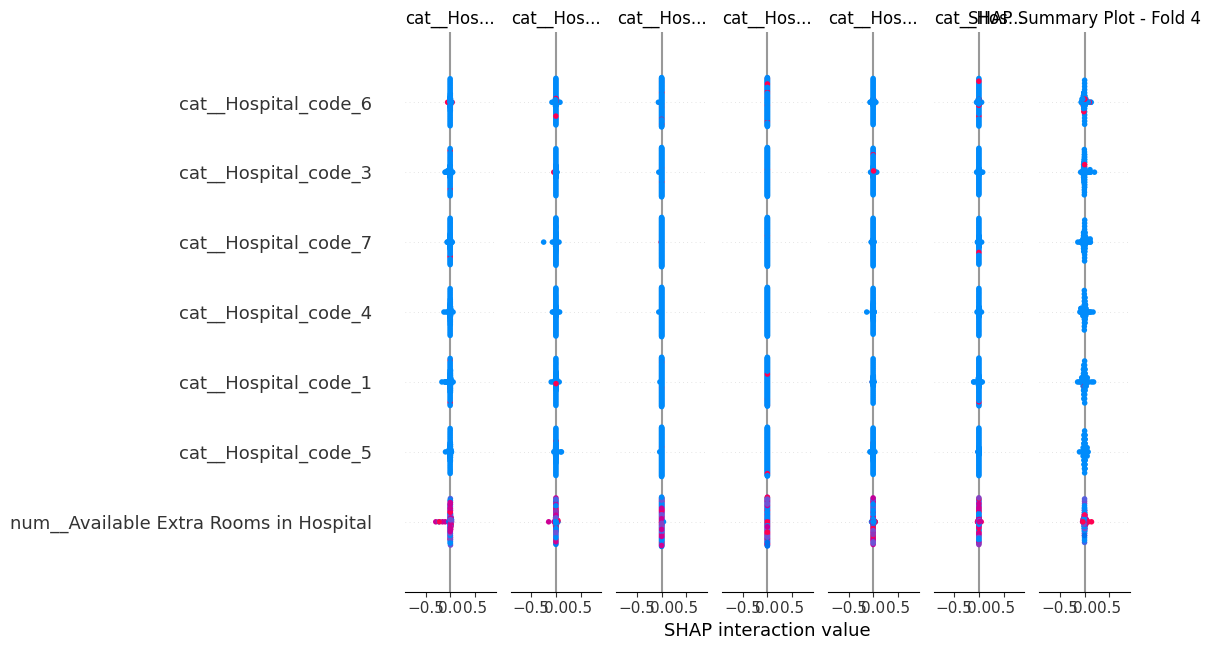 cat__Hos... cat__Hos... cat__Hos... cat__Hos... cat__Hos... cat__Hos... SHAP Summary Plot - Fold 4
cat__Hospital_code_6
cat__Hospital_code_3
cat__Hospital_code_7
cat__Hospital_code_4
cat__Hospital_code_1
cat__Hospital_code_5
num__Available Extra Rooms in Hospital
−0.5 0.0 0.5 −0.5 0.0 0.5 −0.5 0.0 0.5 −0.5 0.0 0.5 −0.5 0.0 0.5 −0.5 0.0 0.5 −0.5 0.0 0.5
SHAP interaction value